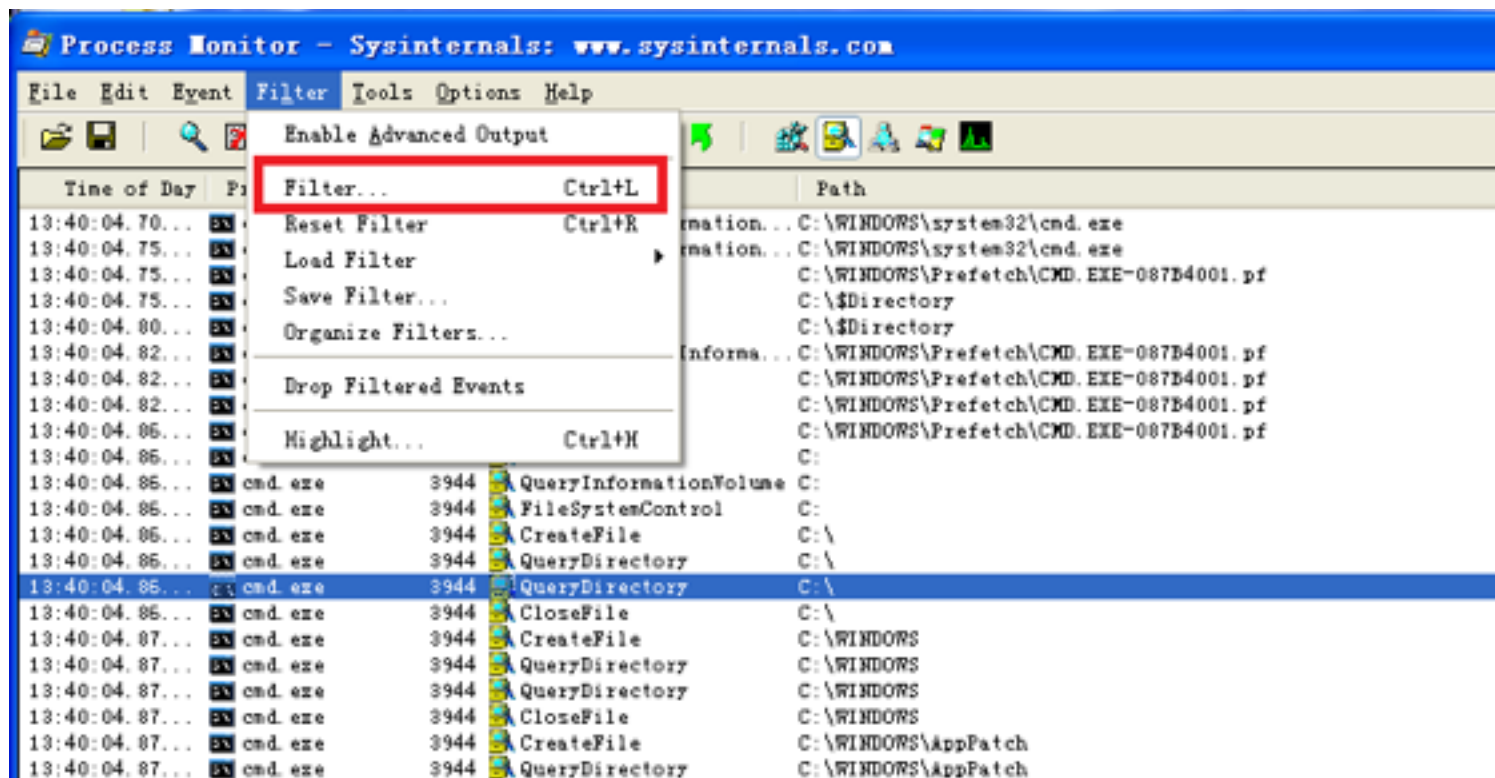 Process Monitor - Sysinternals: www.sysinternals.com
File Edit Event Filter Tools Options Help
Enable Advanced Output
Filter... Ctrl+L
Reset Filter Ctrl+R
Load Filter
Save Filter...
Organize Filters...
Drop Filtered Events
Highlight... Ctrl+H
Time of Day Path
13:40:04.70... mation... C:\WINDOWS\system32\cmd.exe
13:40:04.75... mation... C:\WINDOWS\system32\cmd.exe
13:40:04.75... C:\WINDOWS\Prefetch\CMD.EXE-087B4001.pf
13:40:04.75... C:\$Directory
13:40:04.80... C:\$Directory
13:40:04.82... Informa... C:\WINDOWS\Prefetch\CMD.EXE-087B4001.pf
13:40:04.82... C:\WINDOWS\Prefetch\CMD.EXE-087B4001.pf
13:40:04.82... C:\WINDOWS\Prefetch\CMD.EXE-087B4001.pf
13:40:04.86... C:\WINDOWS\Prefetch\CMD.EXE-087B4001.pf
13:40:04.86... C:
13:40:04.86... cmd.exe 3944 QueryInformationVolume C:
13:40:04.86... cmd.exe 3944 FileSystemControl C:
13:40:04.86... cmd.exe 3944 CreateFile C:\
13:40:04.86... cmd.exe 3944 QueryDirectory C:\
13:40:04.86... cmd.exe 3944 QueryDirectory C:\
13:40:04.86... cmd.exe 3944 CloseFile C:\
13:40:04.87... cmd.exe 3944 CreateFile C:\WINDOWS
13:40:04.87... cmd.exe 3944 QueryDirectory C:\WINDOWS
13:40:04.87... cmd.exe 3944 QueryDirectory C:\WINDOWS
13:40:04.87... cmd.exe 3944 CloseFile C:\WINDOWS
13:40:04.87... cmd.exe 3944 CreateFile C:\WINDOWS\AppPatch
13:40:04.87... cmd.exe 3944 QueryDirectory C:\WINDOWS\AppPatch